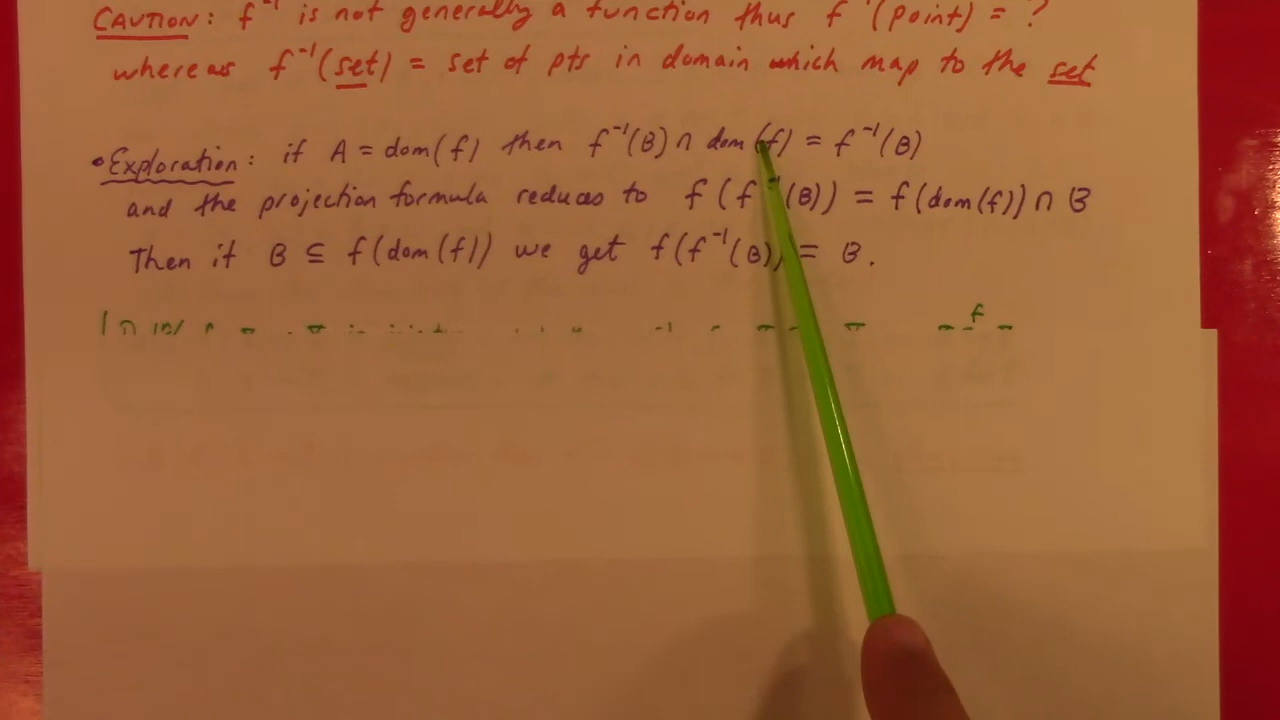 CAUTION: f⁻¹ is not generally a function thus f⁻¹(point) = ?
whereas f⁻¹(set) = set of pts in domain which map to the set
• Exploration: if A = dom(f) then f⁻¹(B) ∩ dom(f) = f⁻¹(B)
and the projection formula reduces to f(f⁻¹(B)) = f(dom(f)) ∩ B
Then if B ⊆ f(dom(f)) we get f(f⁻¹(B)) = B.